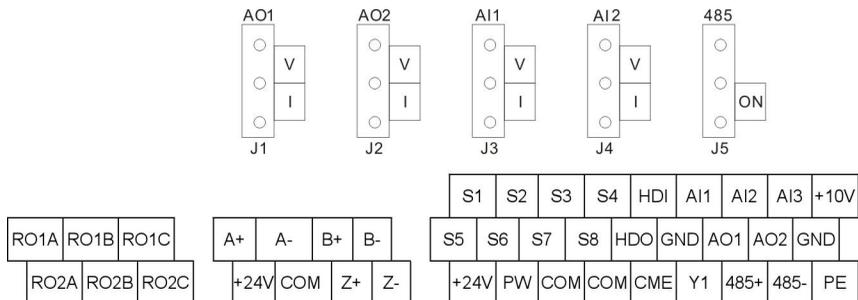 AO1 AO2 AI1 AI2 485
V V V V
I I I I ON
J1 J2 J3 J4 J5
S1 S2 S3 S4 HDI AI1 AI2 AI3 +10V
RO1A RO1B RO1C A+ A- B+ B- S5 S6 S7 S8 HDO GND AO1 AO2 GND
RO2A RO2B RO2C +24V COM Z+ Z- +24V PW COM COM CME Y1 485+ 485- PE